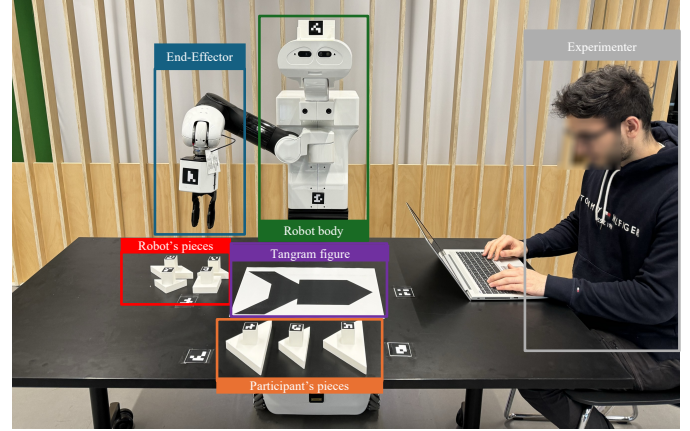 Experimenter
End-Effector
Robot body
Robot's pieces
Tangram figure
Participant's pieces